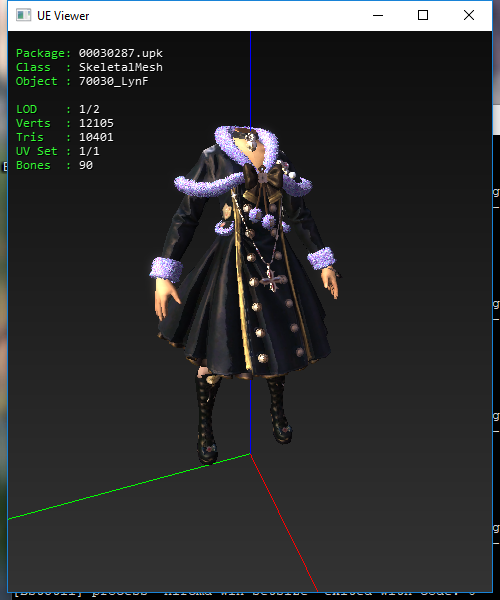 UE Viewer
Package: 00030287.upk
Class : SkeletalMesh
Object : 70030_LynF
LOD : 1/2
Verts : 12105
Tris : 10401
UV Set : 1/1
Bones : 90